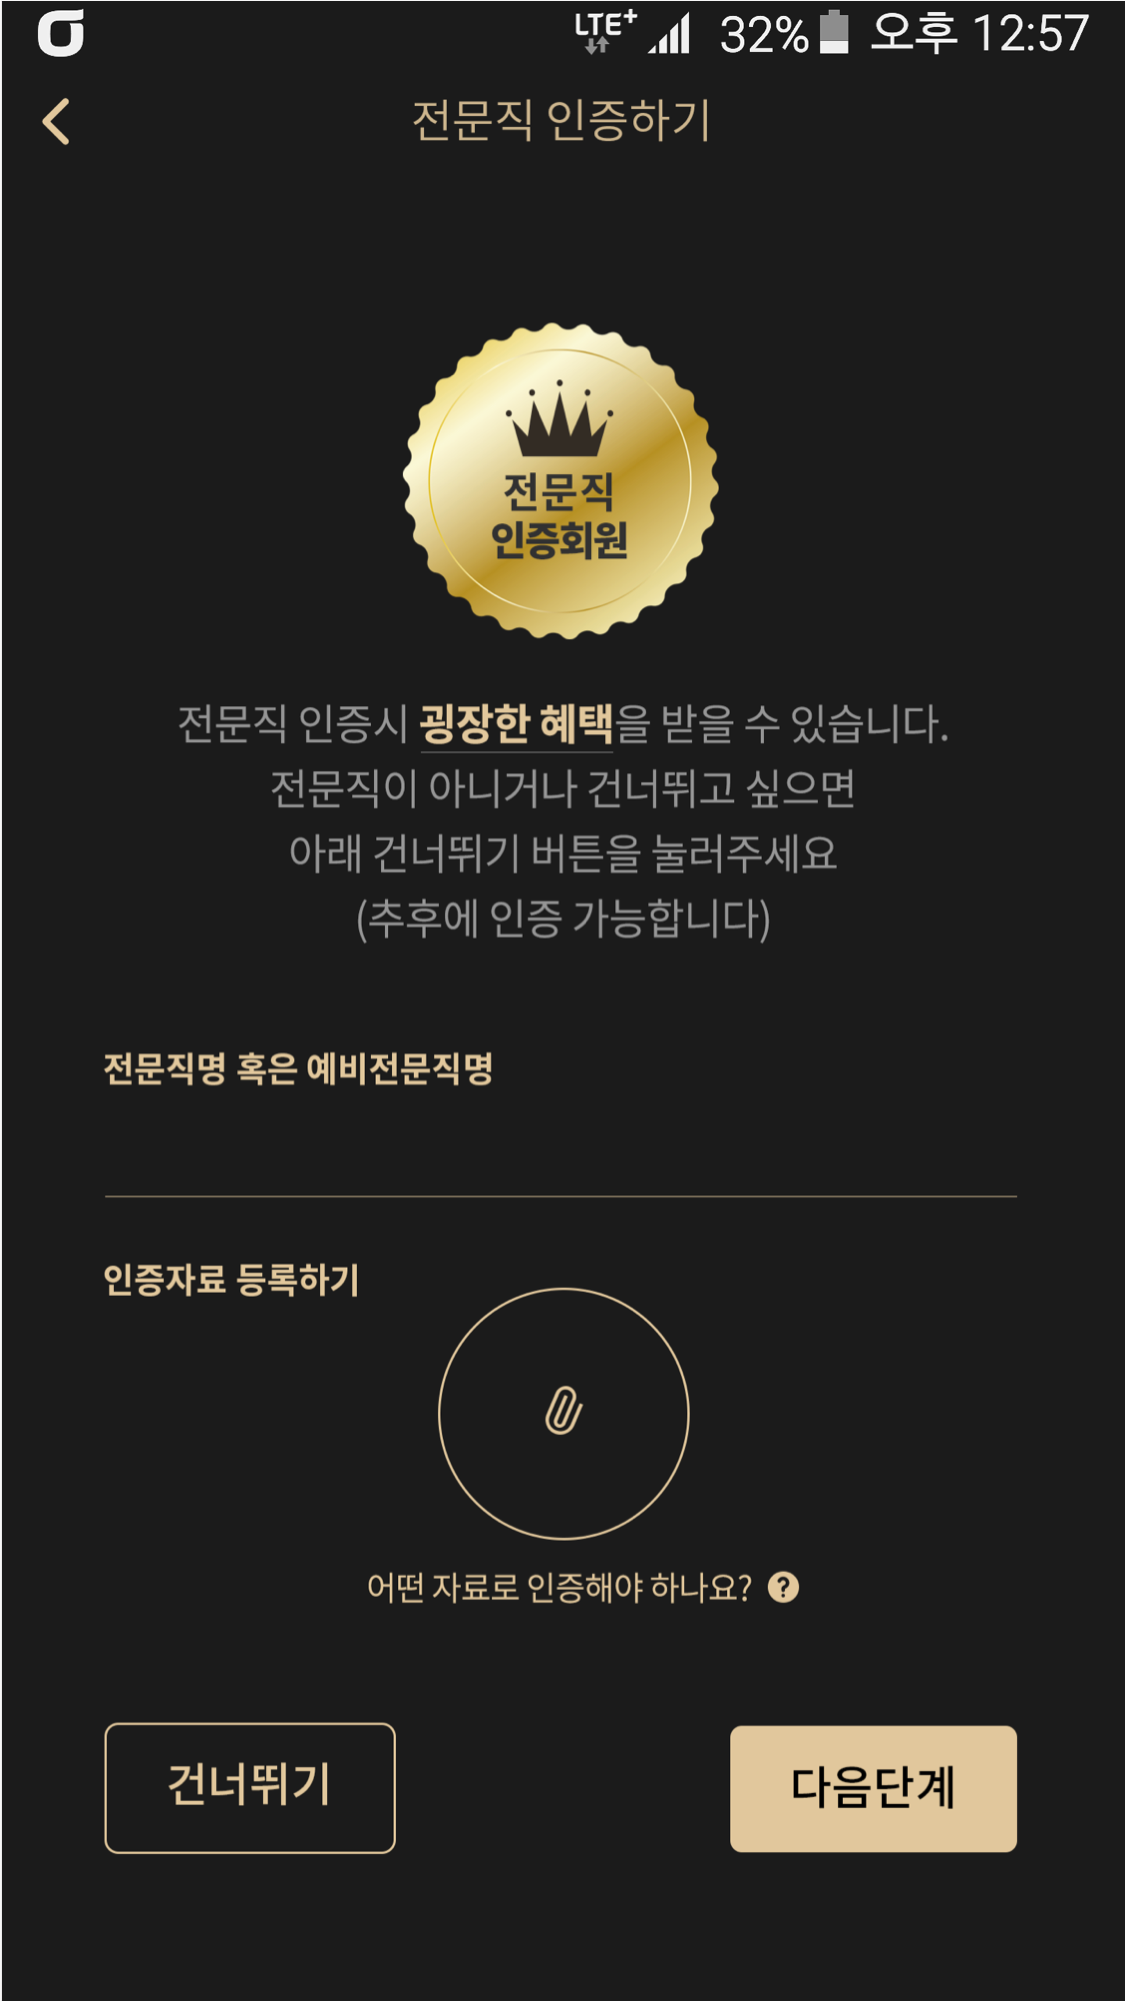 LTE+ 32% 오후 12:57
전문직 인증하기
전문직
인증회원
전문직 인증시 굉장한 혜택을 받을 수 있습니다.
전문직이 아니거나 건너뛰고 싶으면
아래 건너뛰기 버튼을 눌러주세요
(추후에 인증 가능합니다)
전문직명 혹은 예비전문직명
인증자료 등록하기
어떤 자료로 인증해야 하나요? ?
건너뛰기
다음단계